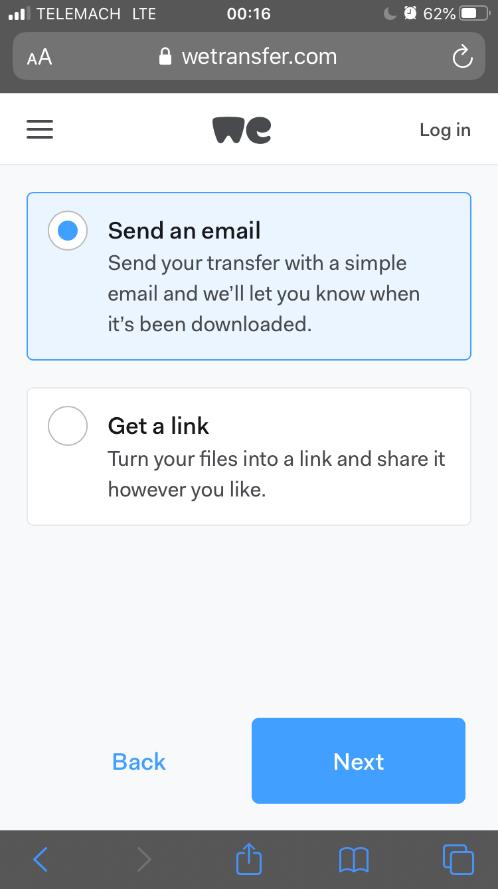 TELEMACH LTE 00:16 62%
AA wetransfer.com
we Log in
Send an email
Send your transfer with a simple
email and we’ll let you know when
it’s been downloaded.
Get a link
Turn your files into a link and share it
however you like.
Back Next